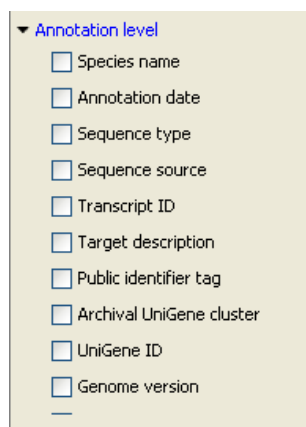 Annotation level
Species name
Annotation date
Sequence type
Sequence source
Transcript ID
Target description
Public identifier tag
Archival UniGene cluster
UniGene ID
Genome version